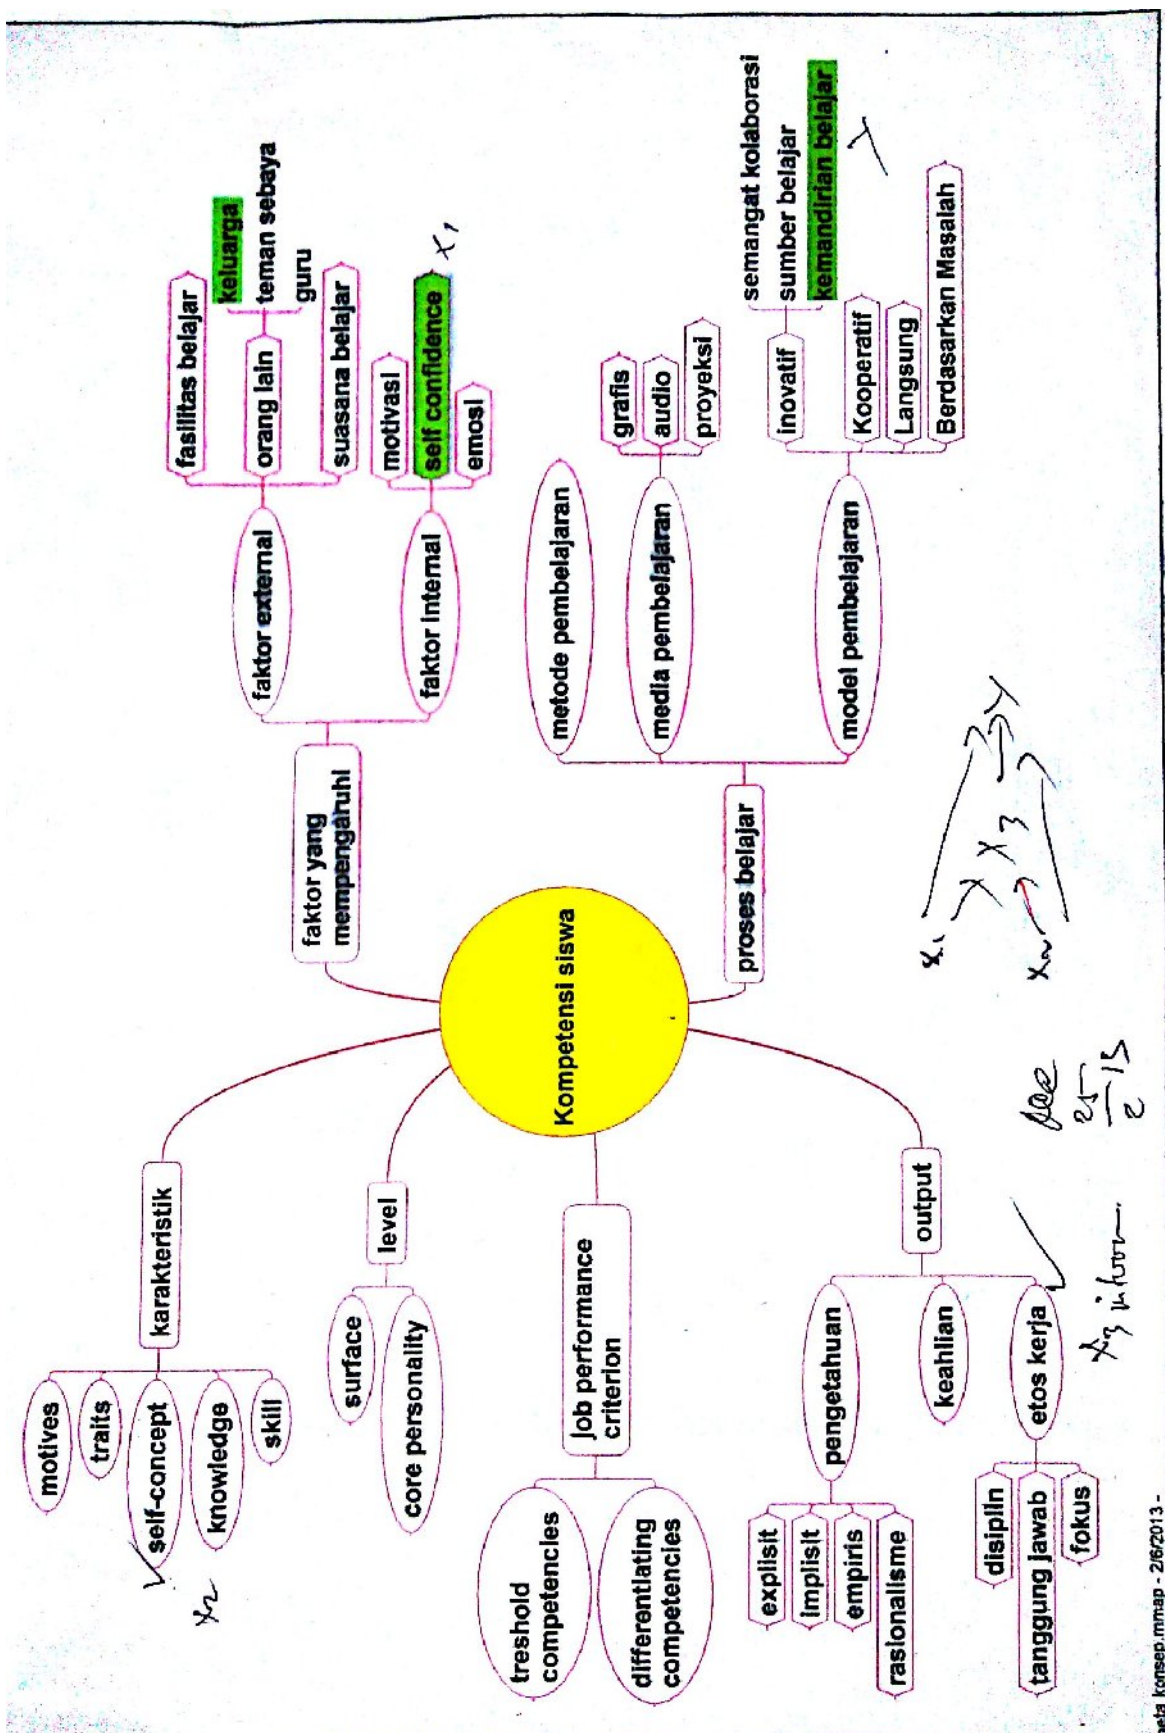 Kompetensi siswa
karakteristik
motives
traits
self-concept
X2
knowledge
skill
level
surface
core personality
job performance
criterion
treshold
competencies
differentiating
competencies
output
pengetahuan
explisit
implisit
empiris
rasionalisme
keahlian
etos kerja
disiplin
tanggung jawab
fokus
X3
faktor yang
mempengaruhi
faktor external
fasilitas belajar
orang lain
keluarga
teman sebaya
guru
suasana belajar
faktor internal
motivasi
self confidence
X1
emosi
proses belajar
metode pembelajaran
media pembelajaran
grafis
audio
proyeksi
model pembelajaran
inovatif
semangat kolaborasi
sumber belajar
kemandirian belajar
Y
Kooperatif
Langsung
Berdasarkan Masalah
X1
X3
Y
X2
25
2 13
konsep.mmap - 2/6/2013 -